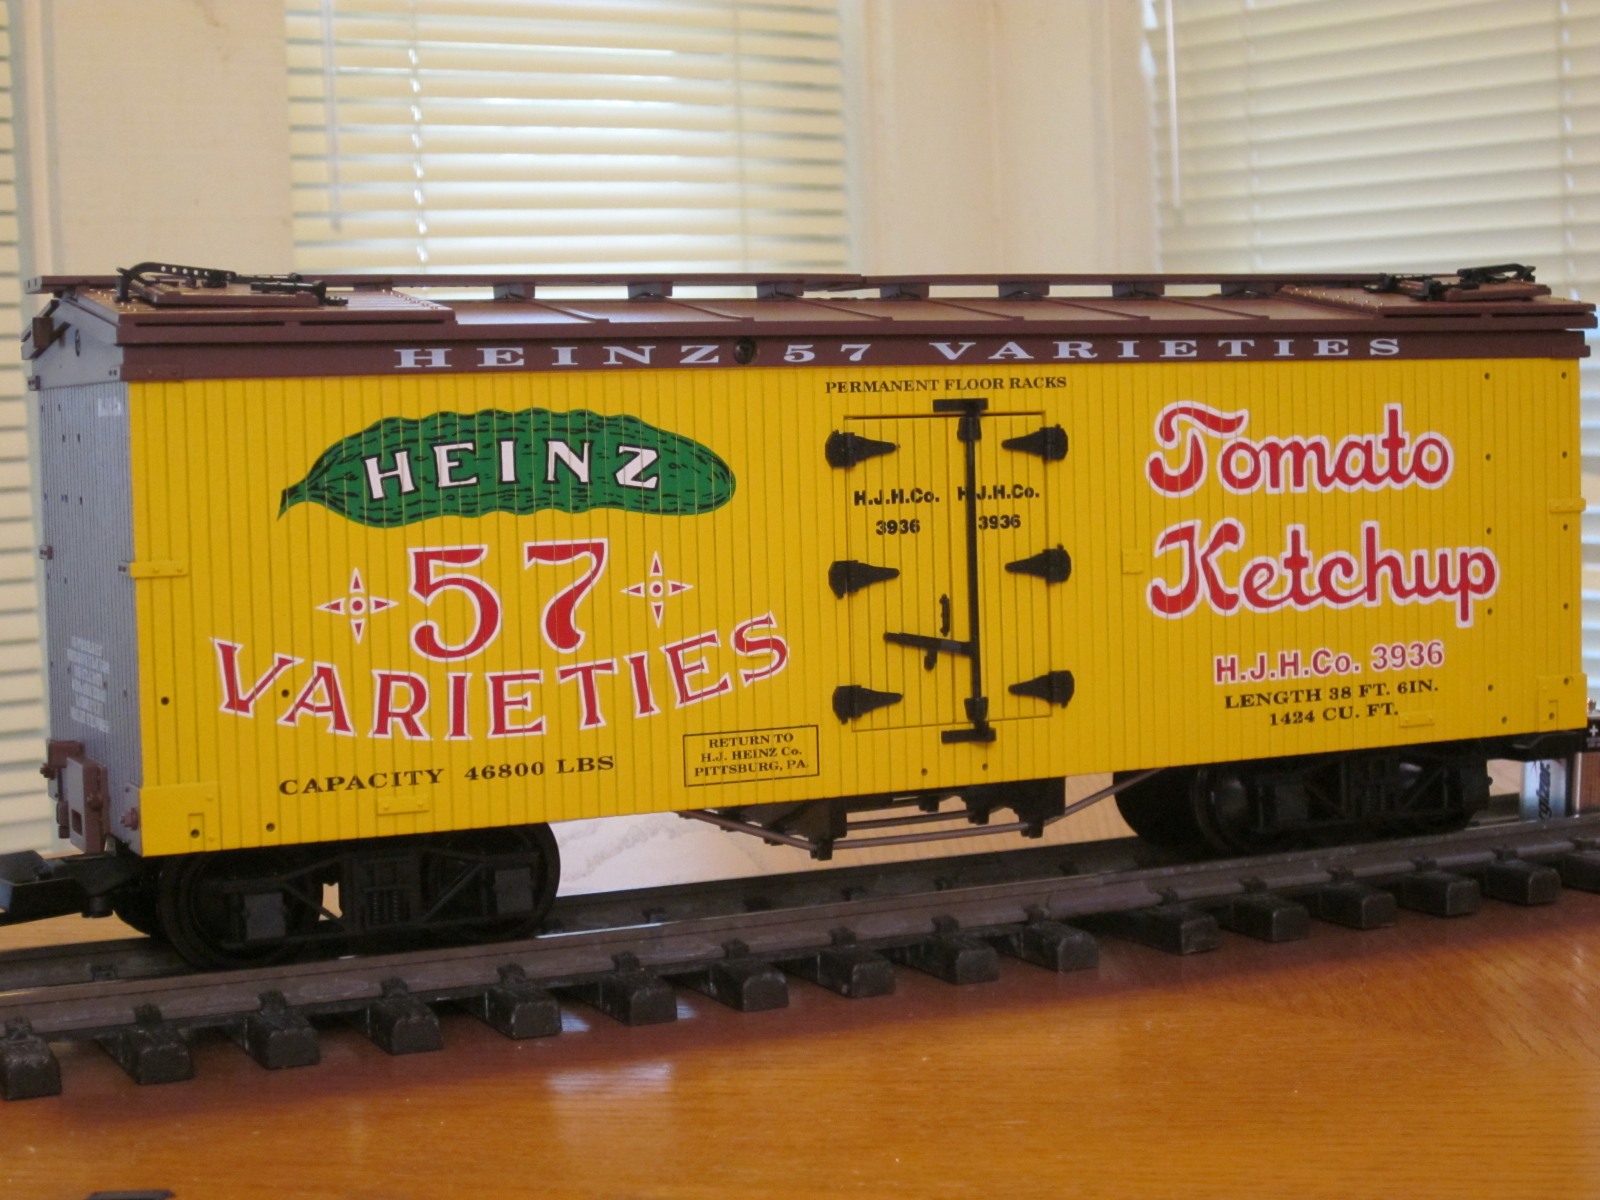 HEINZ 57 VARIETIES
PERMANENT FLOOR RACKS
HEINZ
57
VARIETIES
CAPACITY 46800 LBS
RETURN TO
H.J. HEINZ Co.
PITTSBURG, PA.
H.J.H.Co. H.J.H.Co.
3936 3936
Tomato
Ketchup
H.J.H.Co. 3936
LENGTH 38 FT. 6IN.
1424 CU. FT.